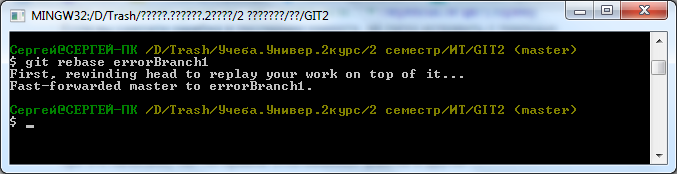 MINGW32:/D/Trash/?????.??????.2????/2 ???????/??/GIT2
Сергей@СЕРГЕЙ-ПК /D/Trash/Учеба.Универ.2курс/2 семестр/ИТ/GIT2 (master)
$ git rebase errorBranch1
First, rewinding head to replay your work on top of it...
Fast-forwarded master to errorBranch1.
Сергей@СЕРГЕЙ-ПК /D/Trash/Учеба.Универ.2курс/2 семестр/ИТ/GIT2 (master)
$ _